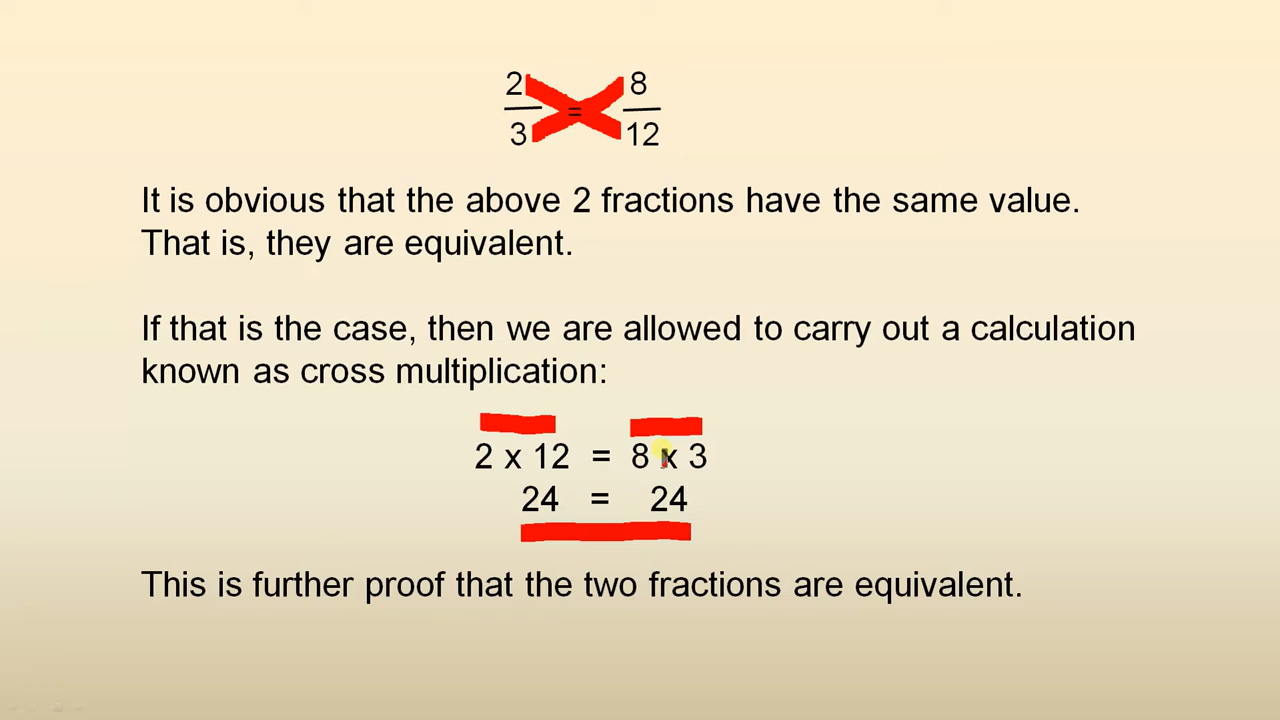 2 = 8
3 12
It is obvious that the above 2 fractions have the same value.
That is, they are equivalent.
If that is the case, then we are allowed to carry out a calculation
known as cross multiplication:
2 x 12 = 8 x 3
24 = 24
This is further proof that the two fractions are equivalent.